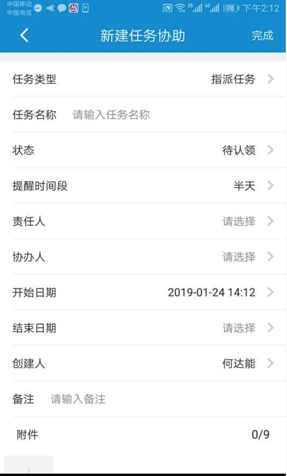 中国移动
中国电信
下午2:12
新建任务协助
完成
任务类型 指派任务
任务名称 请输入任务名称
状态 待认领
提醒时间段 半天
责任人 请选择
协办人 请选择
开始日期 2019-01-24 14:12
结束日期 请选择
创建人 何达能
备注 请输入备注
附件 0/9